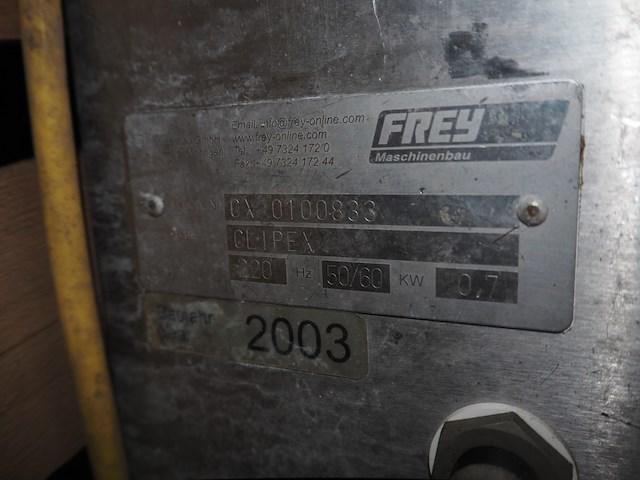 Email: info@frey-online.com
www.frey-online.com
Tel.: +49 7324 172 0
Fax: +49 7324 172 44
FREY
Maschinenbau
CX 0100833
CLIPEX
220 Hz 50/60 KW 0,7
2003